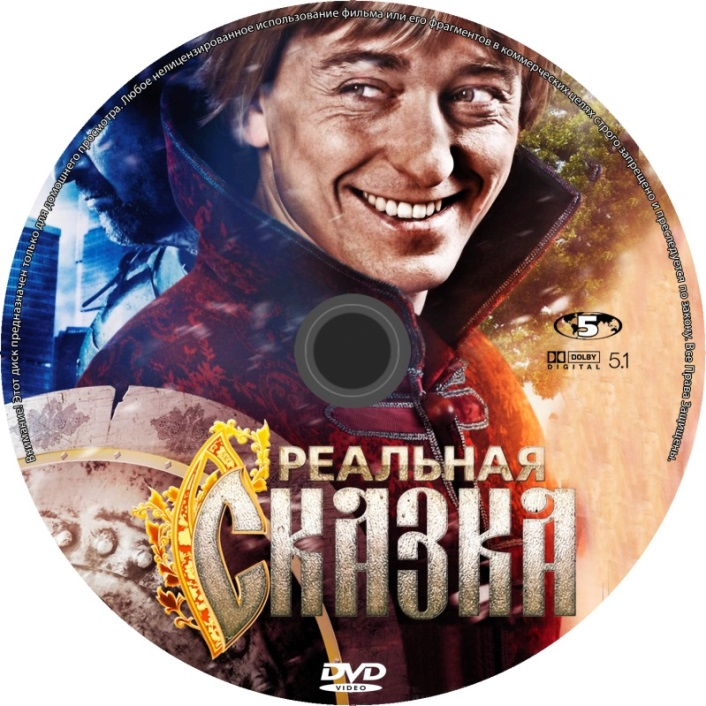 Внимание! Этот диск предназначен только для домошнего просмотра. Любое нелицензированное использование фильма или его фрагментов в коммерческих целях строго запрещено и преследуется по закону. Все Права Защищены.
5
DOLBY
DIGITAL 5.1
РЕАЛЬНАЯ
СКАЗКА
DVD
VIDEO